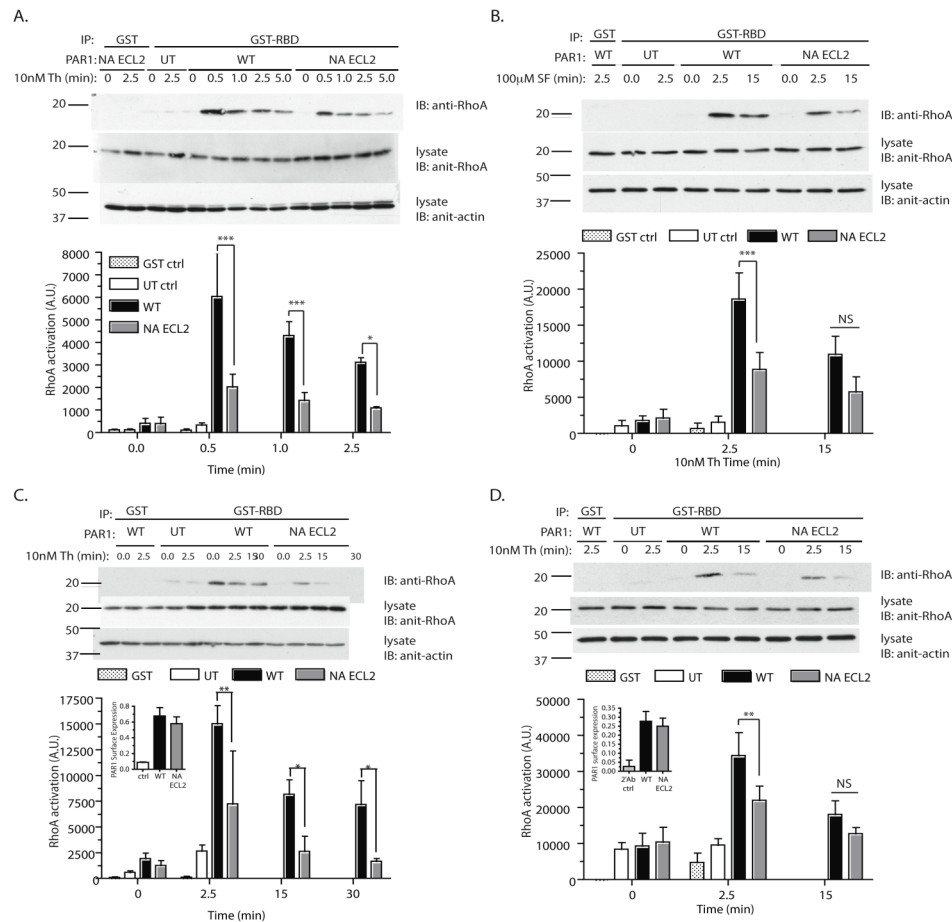 A.
IP: GST GST-RBD
PAR1: NA ECL2 UT WT NA ECL2
10nM Th (min): 0 2.5 0 2.5 0 0.5 1.0 2.5 5.0 0 0.5 1.0 2.5 5.0
20
IB: anti-RhoA
20
lysate
IB: anit-RhoA
50
37
lysate
IB: anit-actin
GST ctrl
UT ctrl
WT
NA ECL2
RhoA activation (A.U.)
8000
7000
6000
5000
4000
3000
2000
1000
0
***
***
*
0.0 0.5 1.0 2.5
Time (min)
B.
IP: GST GST-RBD
PAR1: WT UT WT NA ECL2
100µM SF (min): 2.5 0.0 2.5 0.0 2.5 15 0.0 2.5 15
20
IB: anti-RhoA
20
lysate
IB: anit-RhoA
50
37
lysate
IB: anit-actin
GST ctrl UT ctrl WT NA ECL2
RhoA activation (A.U.)
25000
20000
15000
10000
5000
0
***
NS
0 2.5 15
10nM Th Time (min)
C.
IP: GST GST-RBD
PAR1: WT UT WT NA ECL2
10nM Th (min): 0.0 2.5 0.0 2.5 0.0 2.5 15 30 0.0 2.5 15 30
20
IB: anti-RhoA
20
lysate
IB: anit-RhoA
50
37
lysate
IB: anit-actin
GST UT WT NA ECL2
RhoA activation (A.U.)
17500
15000
12500
10000
7500
5000
2500
0
PAR1 Surface Expression
0.8
0.6
0.4
0.2
0.0
ctrl WT NA
ECL2
**
*
*
0 2.5 15 30
Time (min)
D.
IP: GST GST-RBD
PAR1: WT UT WT NA ECL2
10nM Th (min): 2.5 0 2.5 0 2.5 15 0 2.5 15
20
IB: anti-RhoA
20
lysate
IB: anit-RhoA
50
37
lysate
IB: anit-actin
GST UT WT NA ECL2
RhoA activation (A.U.)
50000
40000
30000
20000
10000
0
PAR1 surface expression
0.35
0.30
0.25
0.20
0.15
0.10
0.05
0.00
2'Ab
ctrl
WT NA
ECL2
**
NS
0 2.5 15
Time (min)